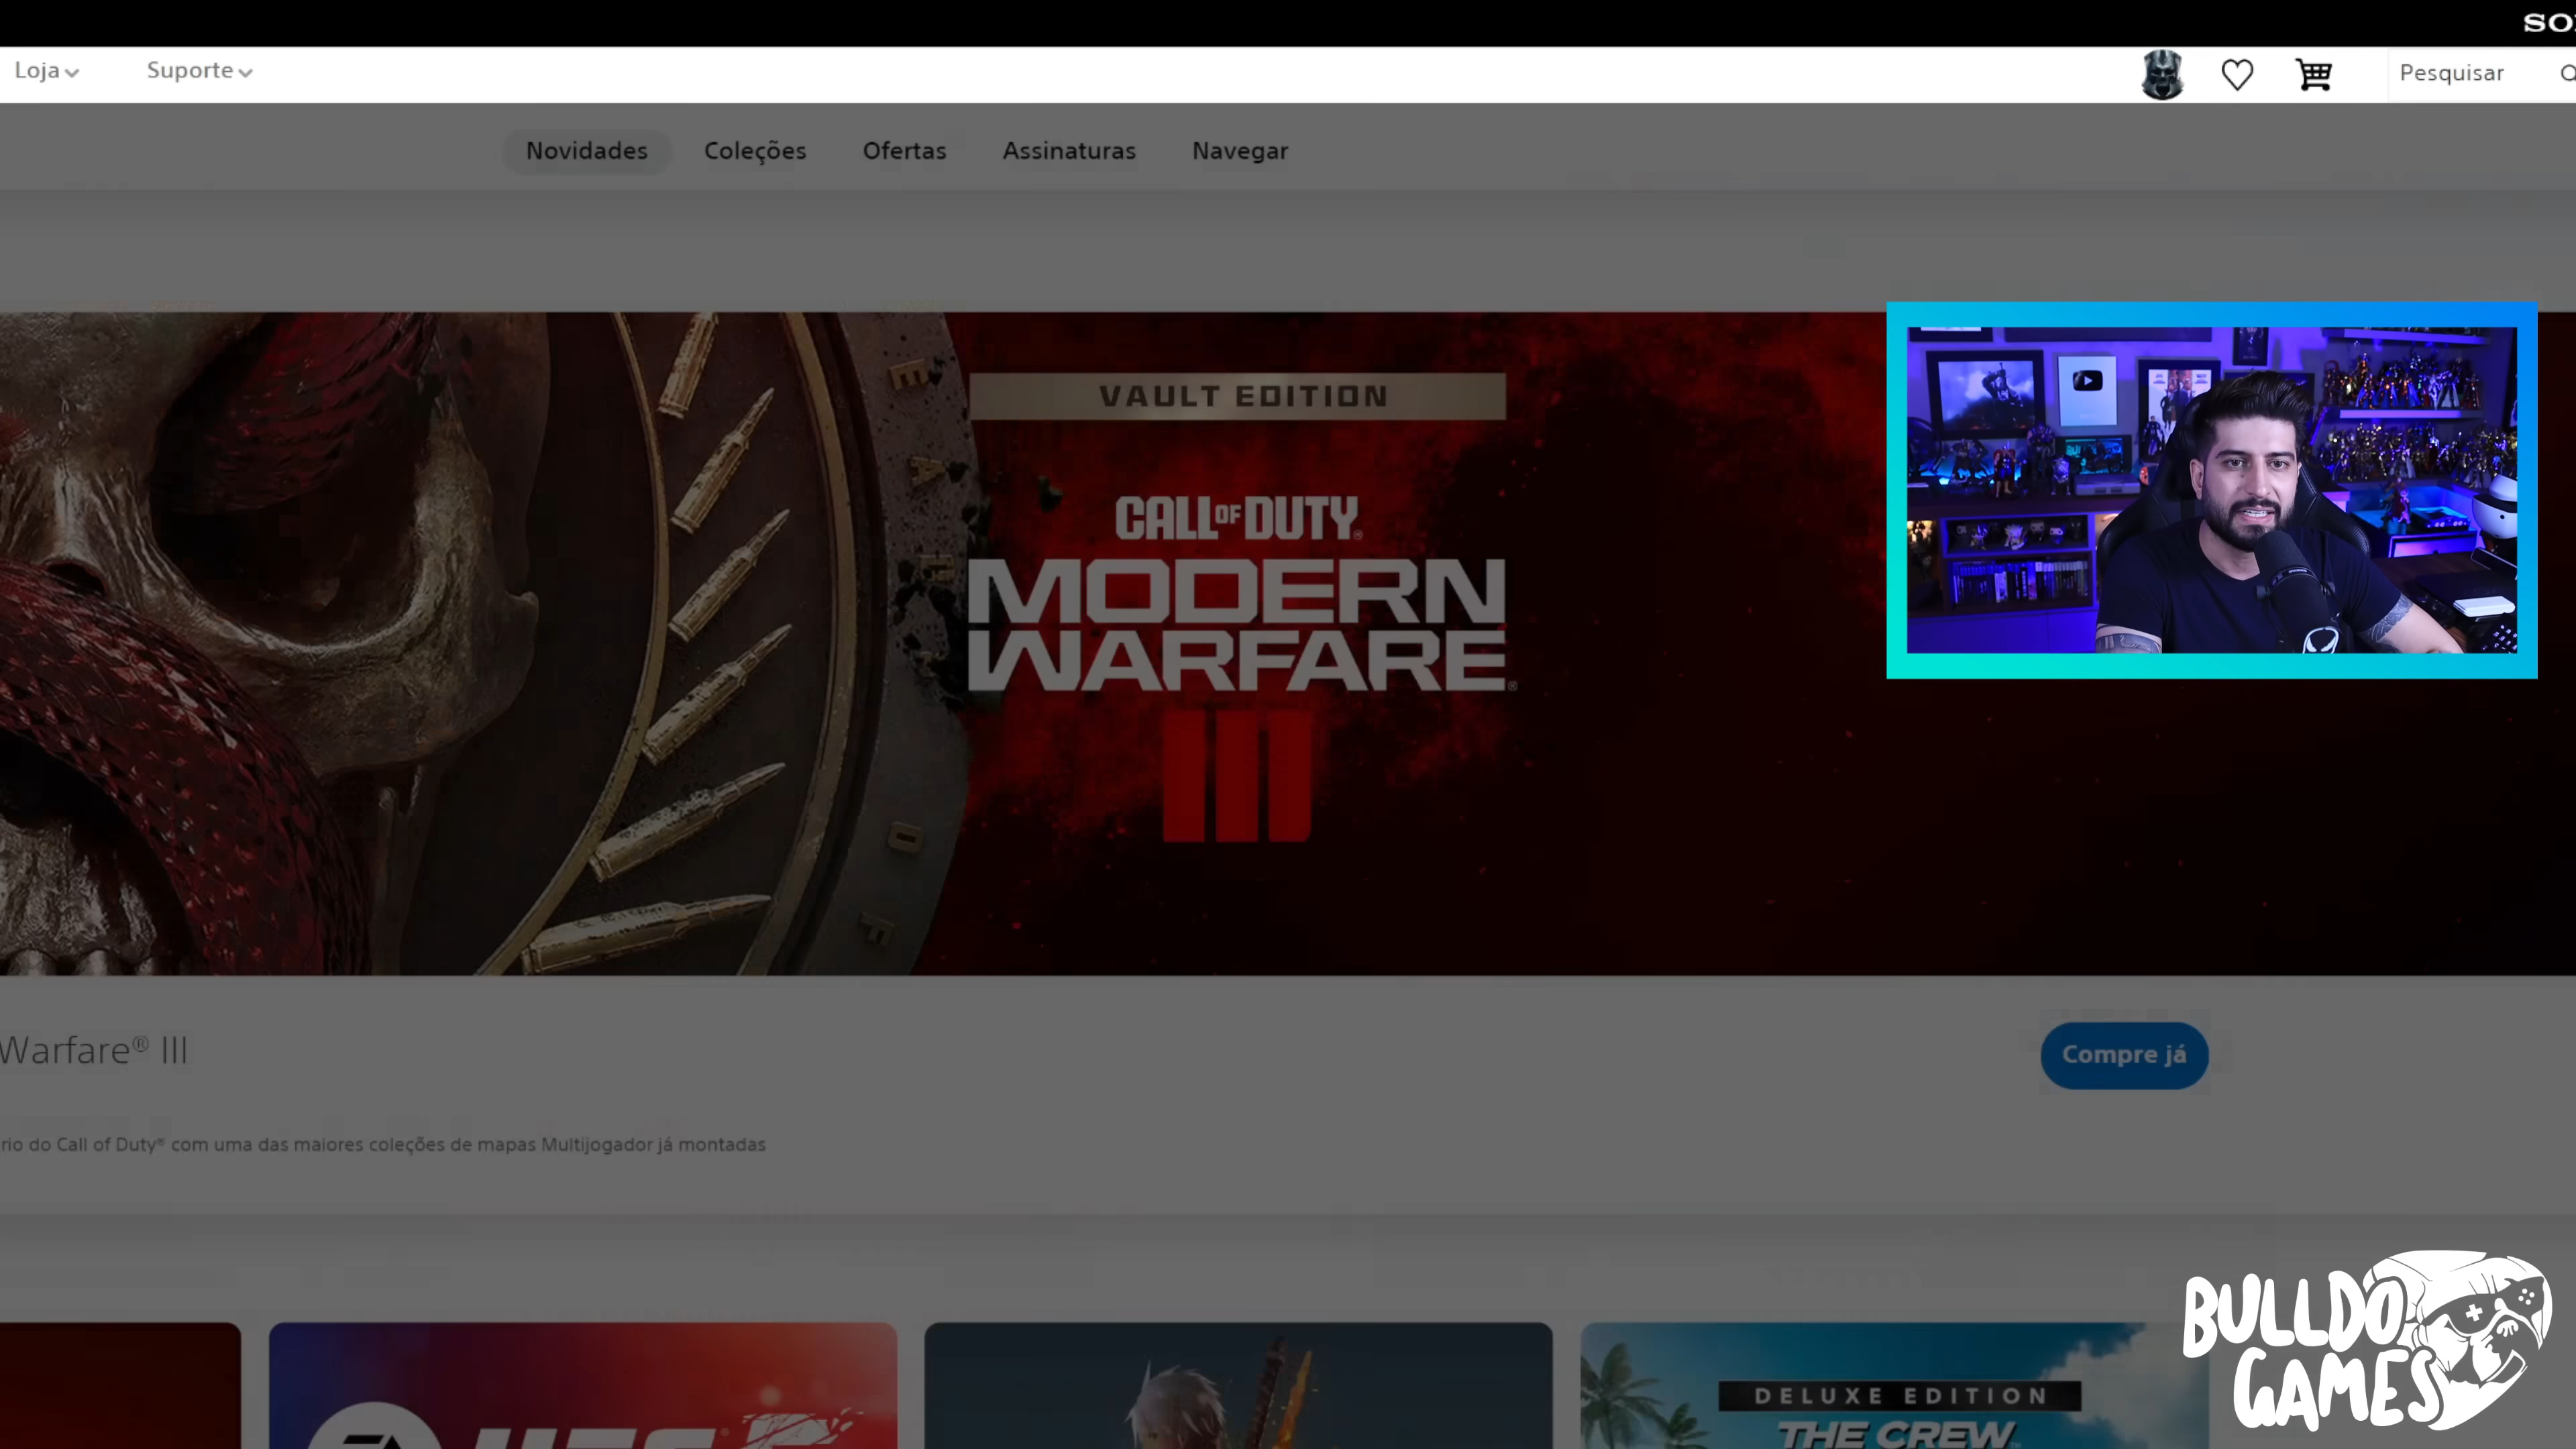 Loja
Suporte
Pesquisar
Novidades
Coleções
Ofertas
Assinaturas
Navegar
VAULT EDITION
CALL OF DUTY®
MODERN
WARFARE®
III
Warfare® III
Compre já
rio do Call of Duty® com uma das maiores coleções de mapas Multijogador já montadas
DELUXE EDITION
THE CREW
BULLDOG
GAMES